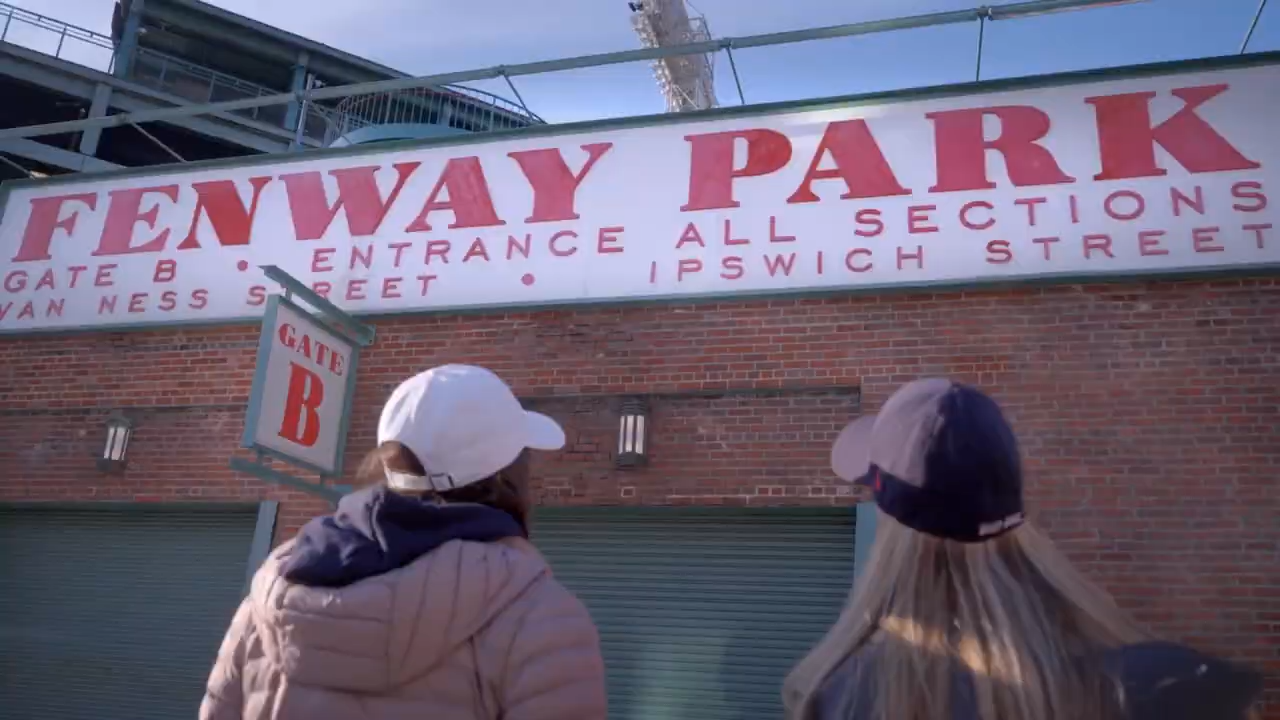 FENWAY PARK
GATE B • ENTRANCE ALL SECTIONS
VAN NESS STREET • IPSWICH STREET
GATE
B